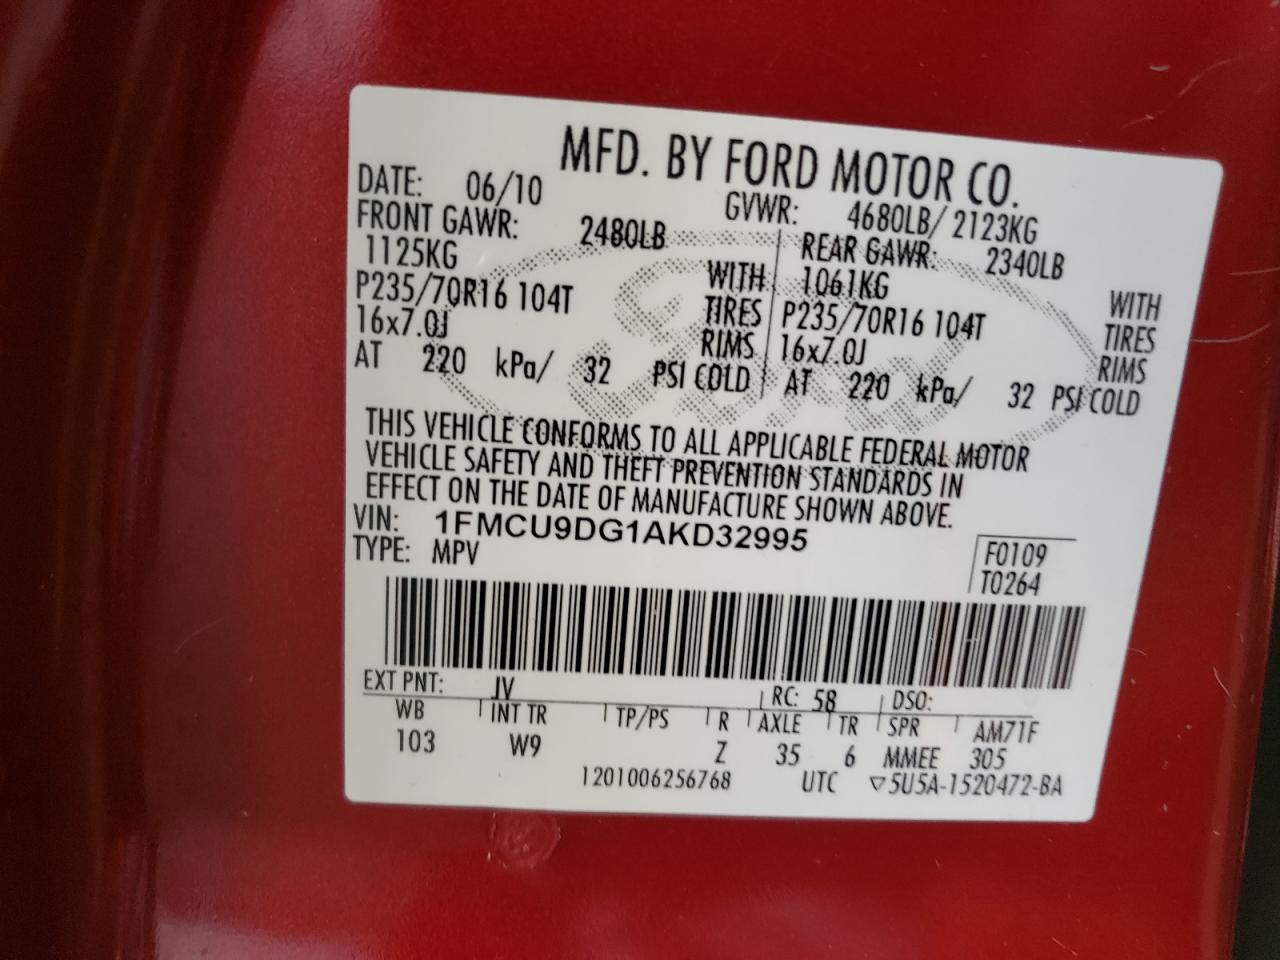 MFD. BY FORD MOTOR CO.
DATE: 06/10 GVWR: 4680LB/ 2123KG
FRONT GAWR: 2480LB REAR GAWR: 2340LB
1125KG WITH 1061KG WITH
P235/70R16 104T TIRES P235/70R16 104T TIRES
16x7.0J RIMS 16x7.0J RIMS
AT 220 kPa/ 32 PSI COLD AT 220 kPa/ 32 PSI COLD
Ford
THIS VEHICLE CONFORMS TO ALL APPLICABLE FEDERAL MOTOR
VEHICLE SAFETY AND THEFT PREVENTION STANDARDS IN
EFFECT ON THE DATE OF MANUFACTURE SHOWN ABOVE.
VIN: 1FMCU9DG1AKD32995
TYPE: MPV
F0109
T0264
EXT PNT: JV RC: 58 DSO:
WB INT TR TP/PS R AXLE TR SPR AM71F
103 W9 Z 35 6 MMEE 305
1201006256768 UTC ▽5U5A-1520472-BA